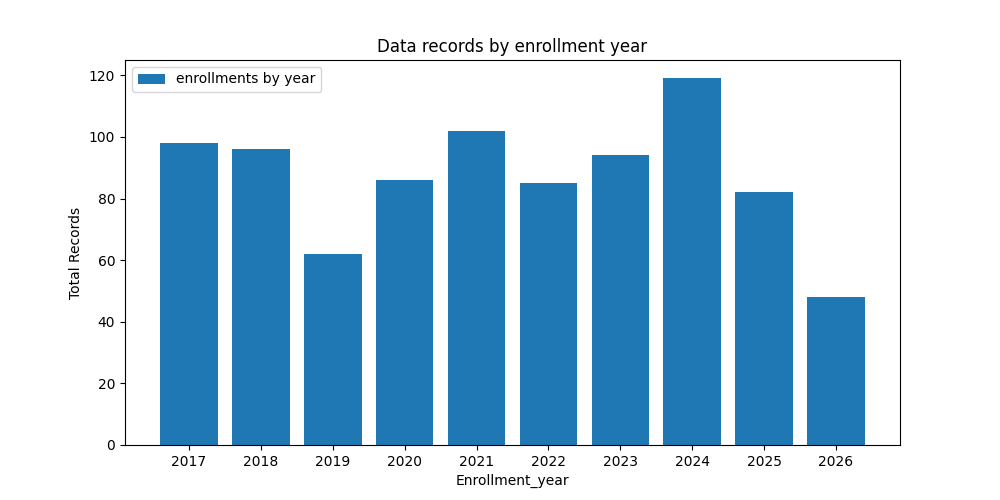 Data records by enrollment year
enrollments by year
120
100
80
60
40
20
0
Total Records
2017 2018 2019 2020 2021 2022 2023 2024 2025 2026
Enrollment_year